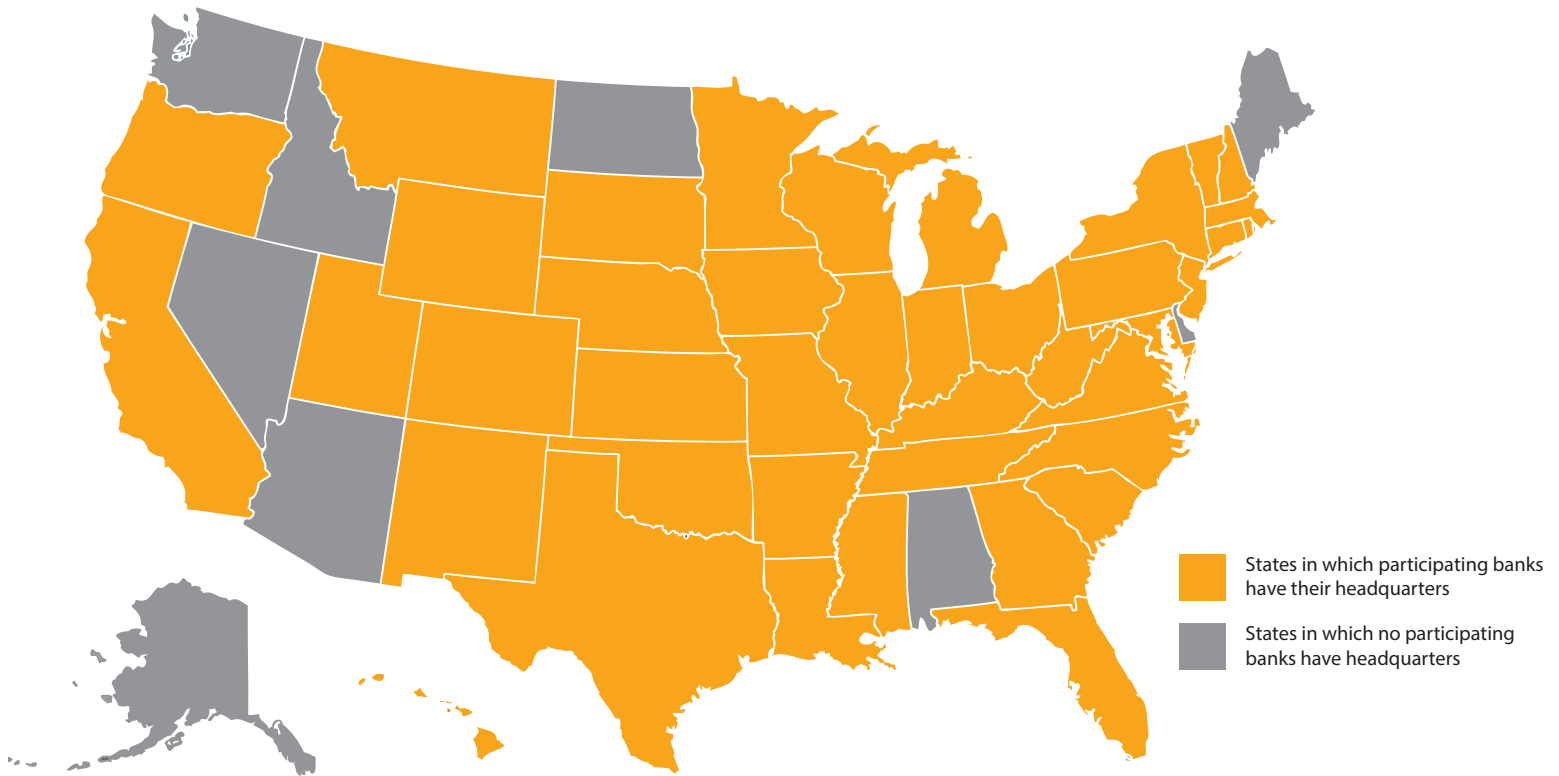 States in which participating banks
have their headquarters
States in which no participating
banks have headquarters